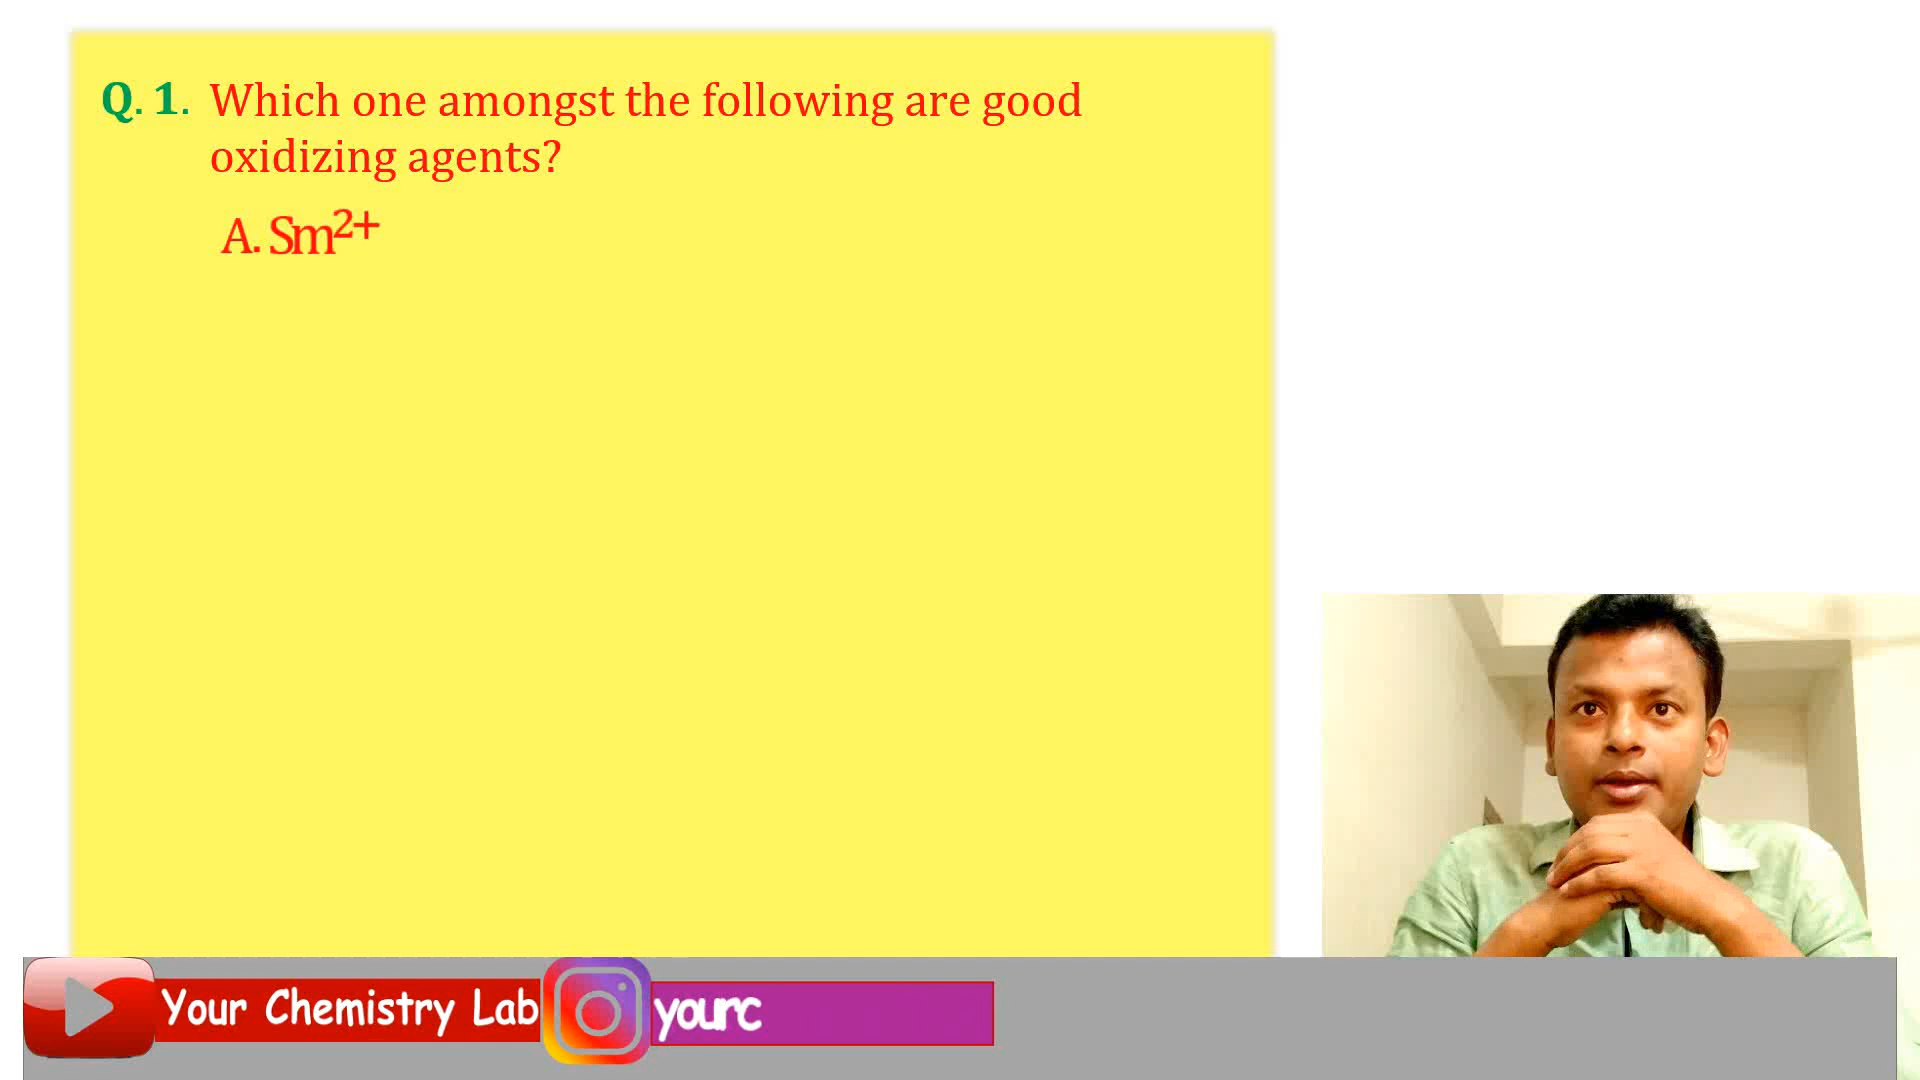 Q. 1. Which one amongst the following are good
oxidizing agents?
A. Sm²⁺
Your Chemistry Lab
yourc